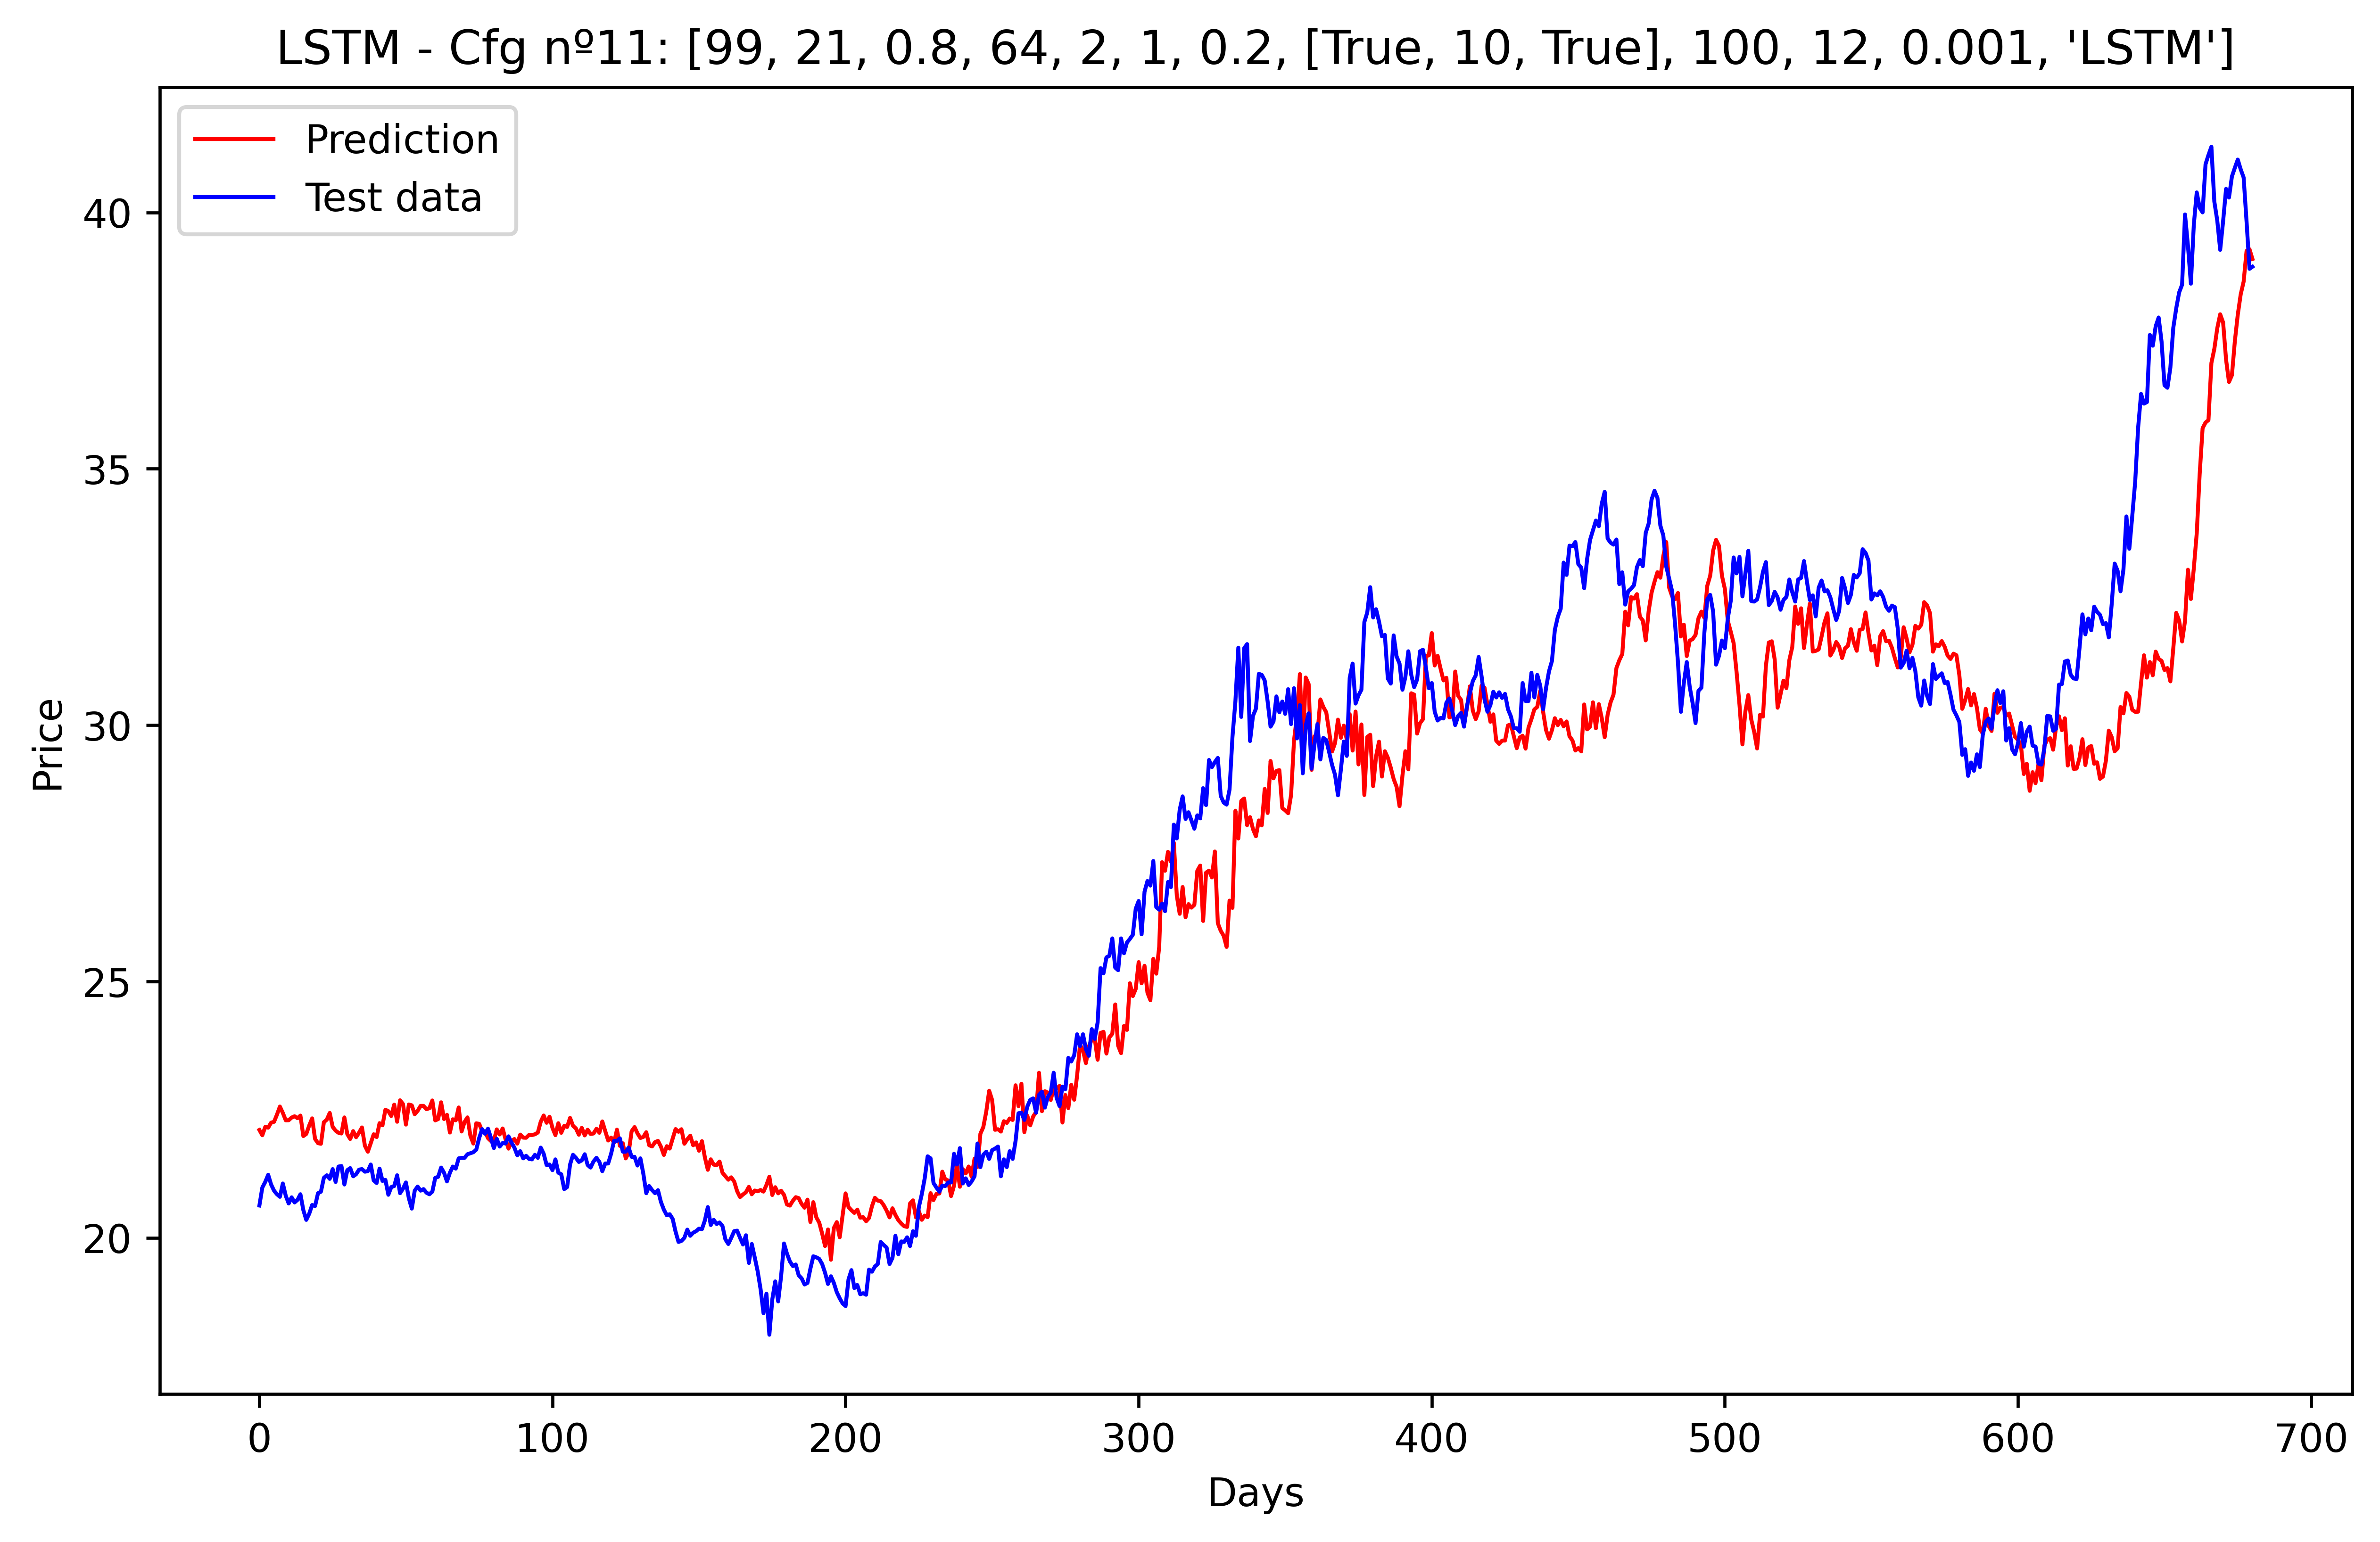 LSTM - Cfg nº11: [99, 21, 0.8, 64, 2, 1, 0.2, [True, 10, True], 100, 12, 0.001, 'LSTM']
Prediction
Test data
40
35
30
25
20
Price
0 100 200 300 400 500 600 700
Days